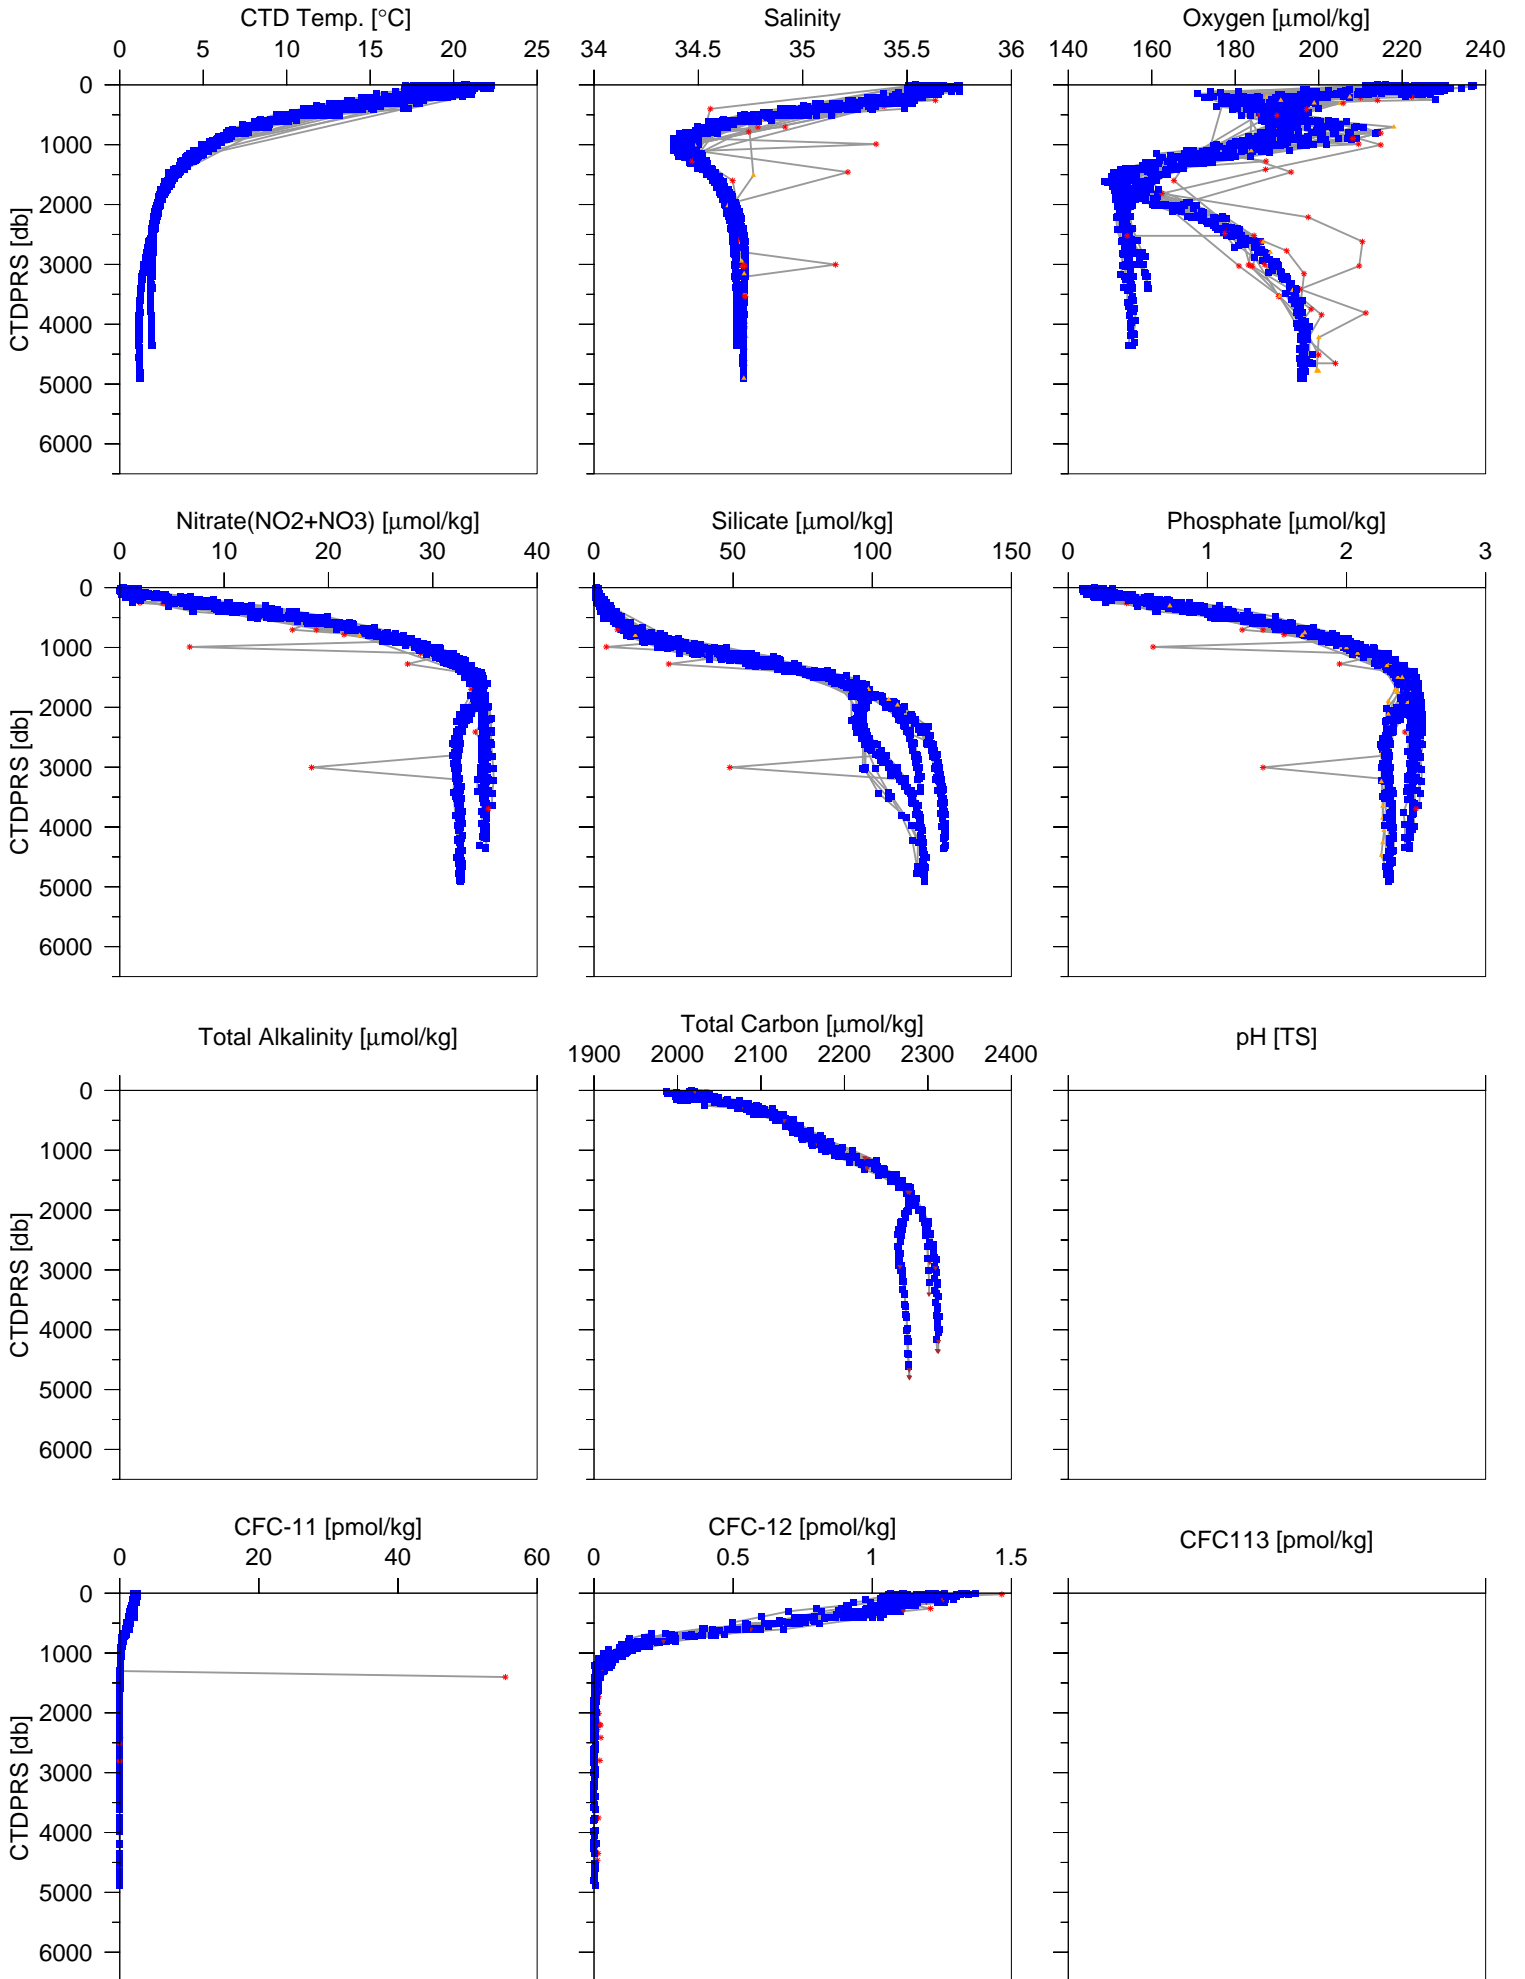 CTD Temp. [°C] Salinity Oxygen [μmol/kg]
0 5 10 15 20 25 34 34.5 35 35.5 36 140 160 180 200 220 240
0
1000
2000
3000
4000
5000
6000
CTDPRS [db]
Nitrate(NO2+NO3) [μmol/kg] Silicate [μmol/kg] Phosphate [μmol/kg]
0 10 20 30 40 0 50 100 150 0 1 2 3
0
1000
2000
3000
4000
5000
6000
CTDPRS [db]
Total Alkalinity [μmol/kg] Total Carbon [μmol/kg] pH [TS]
1900 2000 2100 2200 2300 2400
0
1000
2000
3000
4000
5000
6000
CTDPRS [db]
CFC-11 [pmol/kg] CFC-12 [pmol/kg] CFC113 [pmol/kg]
0 20 40 60 0 0.5 1 1.5
0
1000
2000
3000
4000
5000
6000
CTDPRS [db]